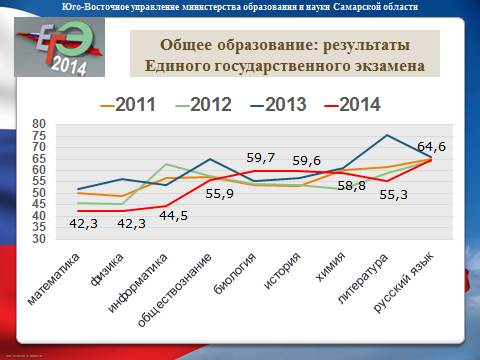 Юго-Восточное управление министерства образования и науки Самарской области
ЕГЭ
2014
Общее образование: результаты
Единого государственного экзамена
2011 2012 2013 2014
80
75
70
65
60
55
50
45
40
35
30
42,3 42,3 44,5 55,9 59,7 59,6 58,8 55,3 64,6
математика физика информатика обществознание биология история химия литература русский язык